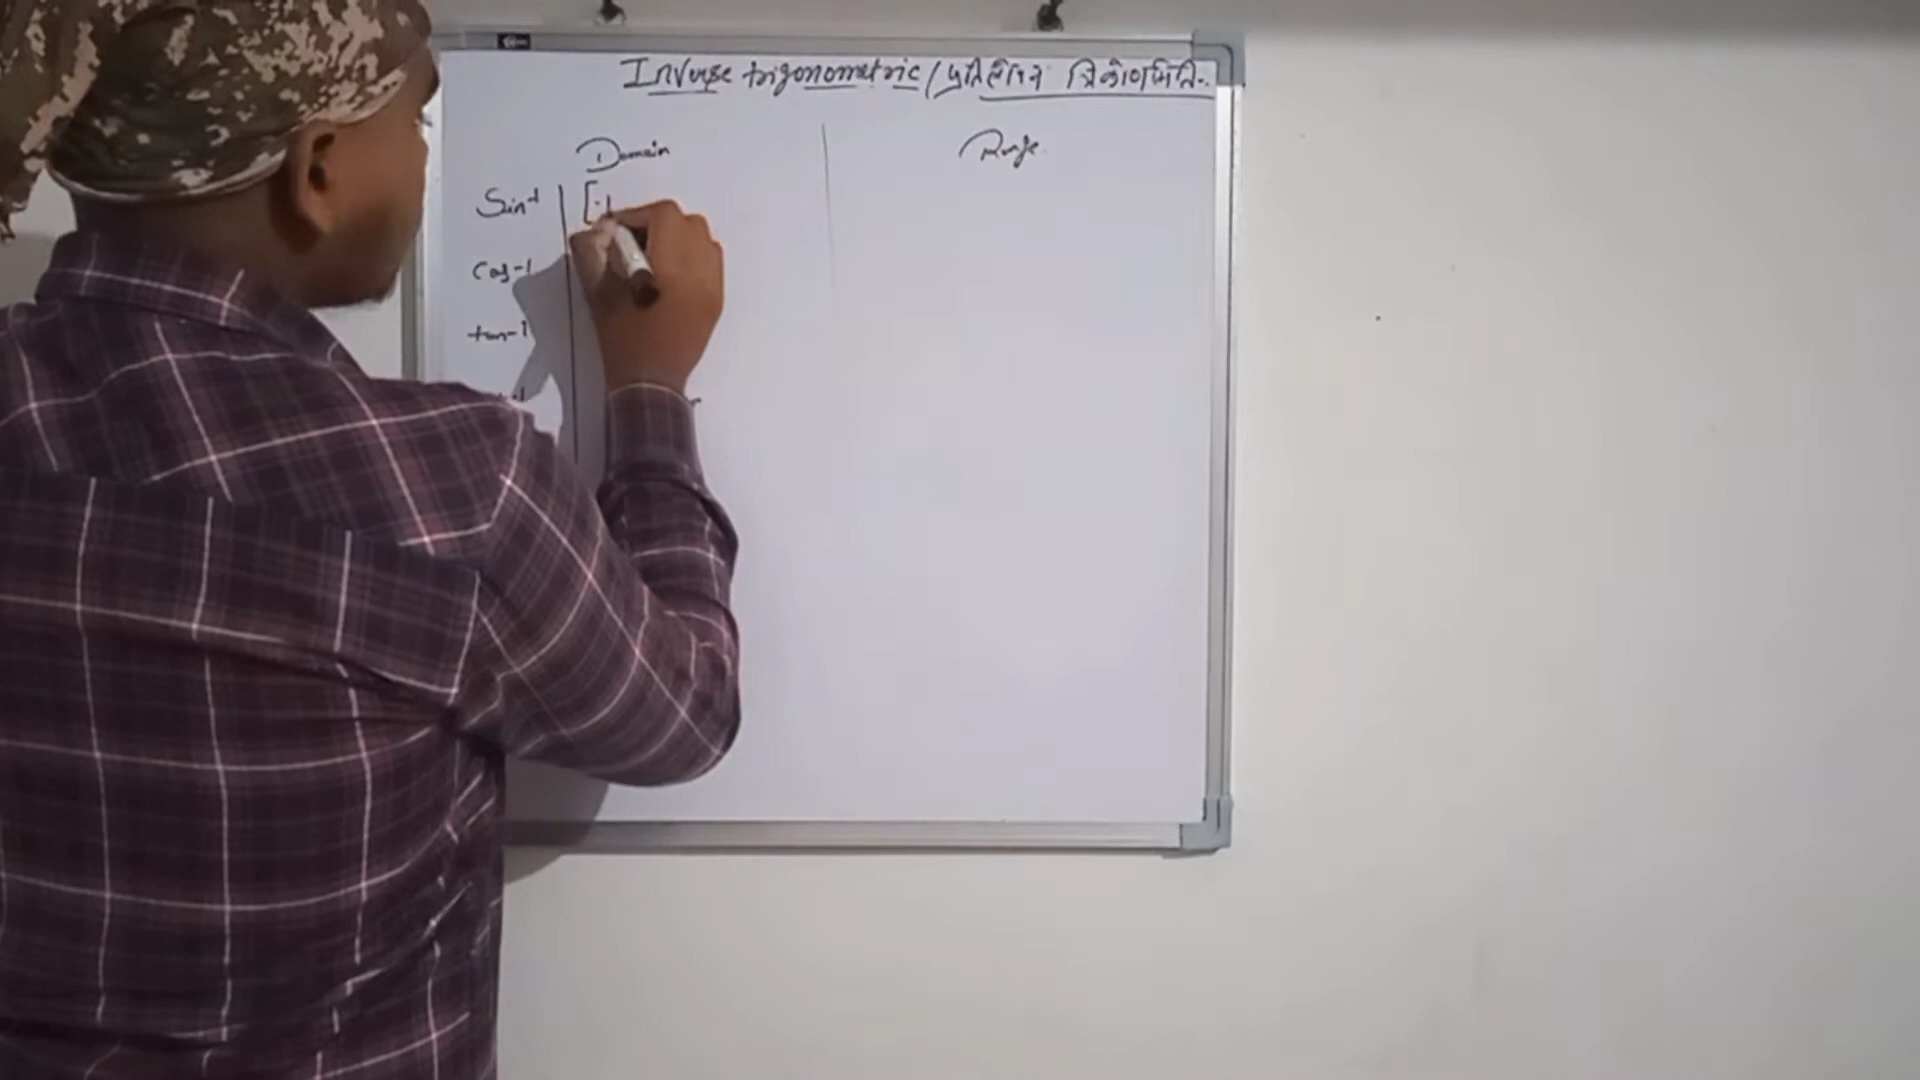 Inverse trigonometric / प्रतिलोम त्रिकोणमिति..
Domain Range.
Sin-1 [-1
Cos-1
tan-1